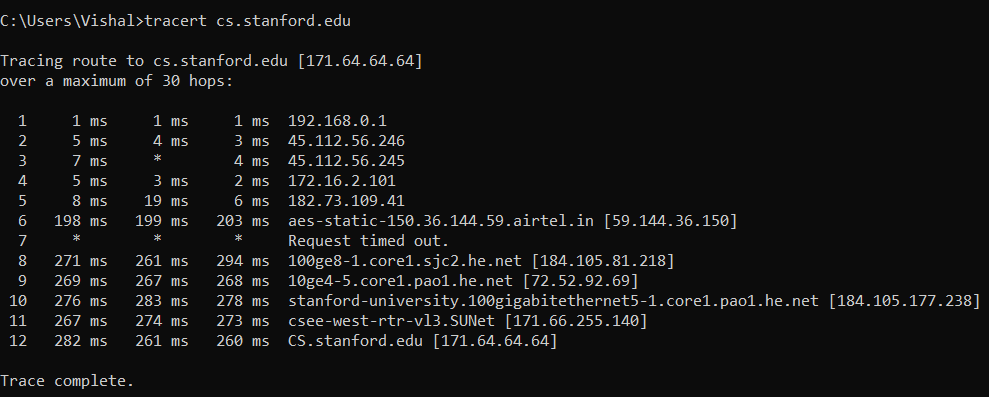 C:\Users\Vishal>tracert cs.stanford.edu
Tracing route to cs.stanford.edu [171.64.64.64]
over a maximum of 30 hops:
1 1 ms 1 ms 1 ms 192.168.0.1
2 5 ms 4 ms 3 ms 45.112.56.246
3 7 ms * 4 ms 45.112.56.245
4 5 ms 3 ms 2 ms 172.16.2.101
5 8 ms 19 ms 6 ms 182.73.109.41
6 198 ms 199 ms 203 ms aes-static-150.36.144.59.airtel.in [59.144.36.150]
7 * * * Request timed out.
8 271 ms 261 ms 294 ms 100ge8-1.core1.sjc2.he.net [184.105.81.218]
9 269 ms 267 ms 268 ms 10ge4-5.core1.pao1.he.net [72.52.92.69]
10 276 ms 283 ms 278 ms stanford-university.100gigabitethernet5-1.core1.pao1.he.net [184.105.177.238]
11 267 ms 274 ms 273 ms csee-west-rtr-vl3.SUNet [171.66.255.140]
12 282 ms 261 ms 260 ms CS.stanford.edu [171.64.64.64]
Trace complete.